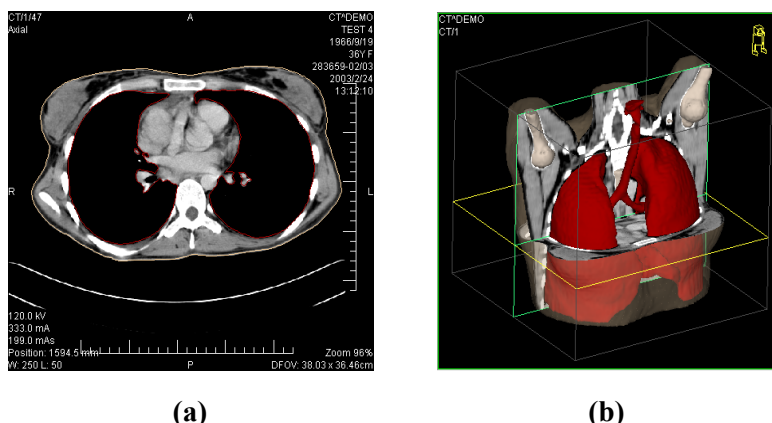 CT/1/47
Axial
A
CT^DEMO
TEST 4
1966/9/19
36Y F
283659-02/03
2003/2/24
13:12:10
R
L
120.0 kV
333.0 mA
199.0 mAs
Position: 1594.5 mm
W: 250 L: 50
P
Zoom 96%
DFOV: 38.03 x 36.46cm
CT^DEMO
CT/1
(a)
(b)